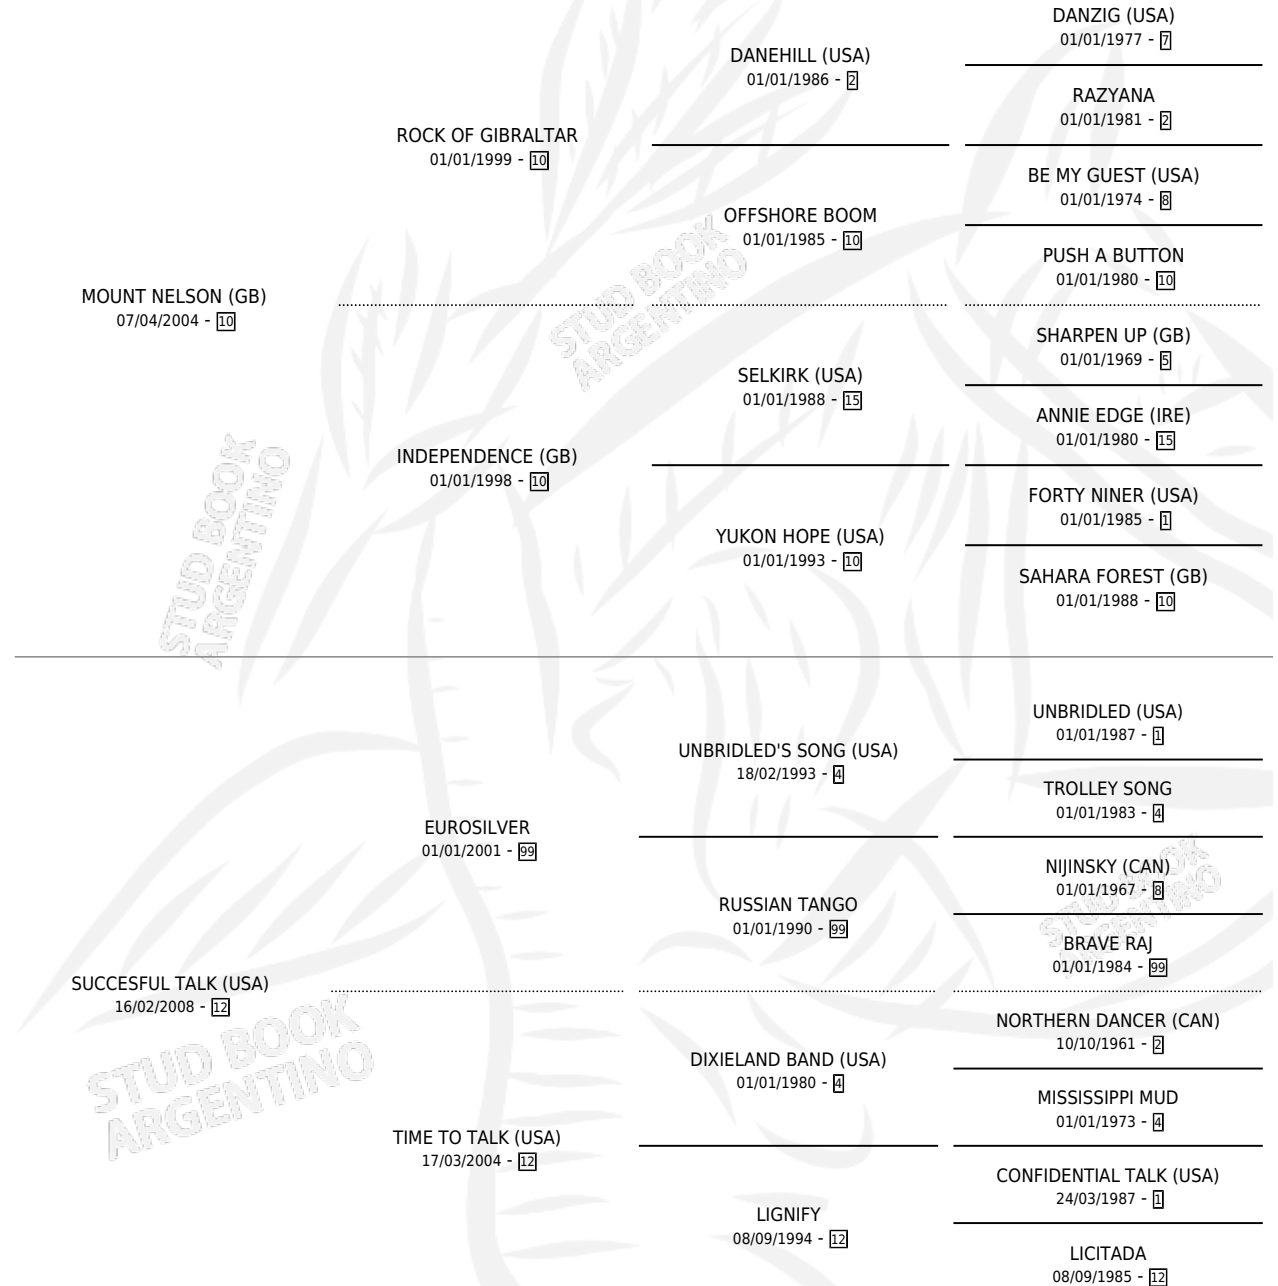 DANZIG (USA)
01/01/1977 - 7
DANEHILL (USA)
01/01/1986 - 2
RAZYANA
01/01/1981 - 2
ROCK OF GIBRALTAR
01/01/1999 - 10
BE MY GUEST (USA)
01/01/1974 - 8
OFFSHORE BOOM
01/01/1985 - 10
PUSH A BUTTON
01/01/1980 - 10
MOUNT NELSON (GB)
07/04/2004 - 10
SHARPEN UP (GB)
01/01/1969 - 5
SELKIRK (USA)
01/01/1988 - 15
ANNIE EDGE (IRE)
01/01/1980 - 15
INDEPENDENCE (GB)
01/01/1998 - 10
FORTY NINER (USA)
01/01/1985 - 1
YUKON HOPE (USA)
01/01/1993 - 10
SAHARA FOREST (GB)
01/01/1988 - 10
STUD BOOK
ARGENTINO
STUD BOOK
ARGENTINO
UNBRIDLED (USA)
01/01/1987 - 1
UNBRIDLED'S SONG (USA)
18/02/1993 - 4
TROLLEY SONG
01/01/1983 - 4
EUROSILVER
01/01/2001 - 99
NIJINSKY (CAN)
01/01/1967 - 8
RUSSIAN TANGO
01/01/1990 - 99
BRAVE RAJ
01/01/1984 - 99
STUD BOOK
ARGENTINO
SUCCESFUL TALK (USA)
16/02/2008 - 12
NORTHERN DANCER (CAN)
10/10/1961 - 2
DIXIELAND BAND (USA)
01/01/1980 - 4
MISSISSIPPI MUD
01/01/1973 - 4
STUD BOOK
ARGENTINO
TIME TO TALK (USA)
17/03/2004 - 12
CONFIDENTIAL TALK (USA)
24/03/1987 - 1
LIGNIFY
08/09/1994 - 12
LICITADA
08/09/1985 - 12